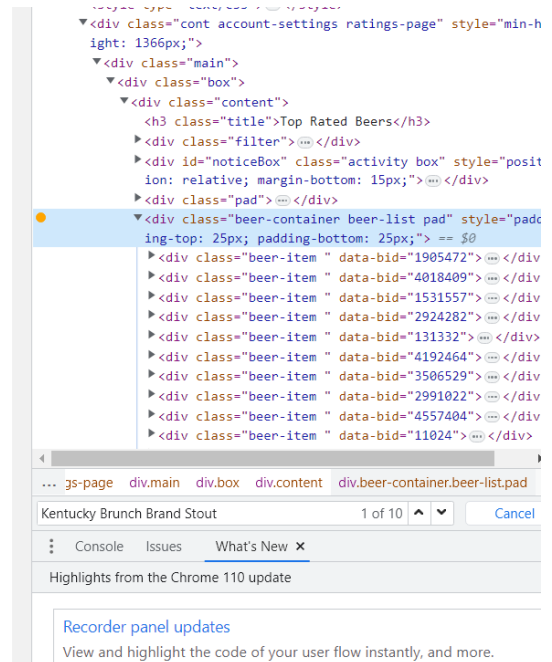 <div class="cont account-settings ratings-page" style="min-h
ight: 1366px;">
<div class="main">
<div class="box">
<div class="content">
<h3 class="title">Top Rated Beers</h3>
<div class="filter">…</div>
<div id="noticeBox" class="activity box" style="posit
ion: relative; margin-bottom: 15px;">…</div>
<div class="pad">…</div>
<div class="beer-container beer-list pad" style="padd
ing-top: 25px; padding-bottom: 25px;"> == $0
<div class="beer-item " data-bid="1905472">…</div
<div class="beer-item " data-bid="4018409">…</div
<div class="beer-item " data-bid="1531557">…</div
<div class="beer-item " data-bid="2924282">…</div
<div class="beer-item " data-bid="131332">…</div>
<div class="beer-item " data-bid="4192464">…</div
<div class="beer-item " data-bid="3506529">…</div
<div class="beer-item " data-bid="2991022">…</div
<div class="beer-item " data-bid="4557404">…</div
<div class="beer-item " data-bid="11024">…</div>
... gs-page div.main div.box div.content div.beer-container.beer-list.pad
Kentucky Brunch Brand Stout 1 of 10 Cancel
Console Issues What's New ×
Highlights from the Chrome 110 update
Recorder panel updates
View and highlight the code of your user flow instantly, and more.